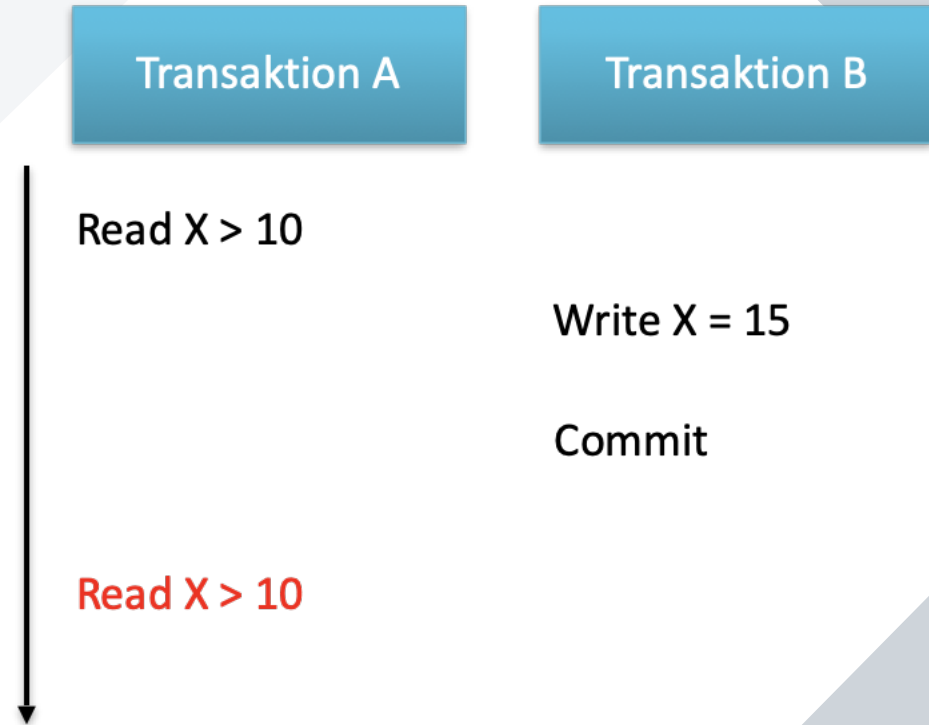 Transaktion A
Transaktion B
Read X > 10
Write X = 15
Commit
Read X > 10